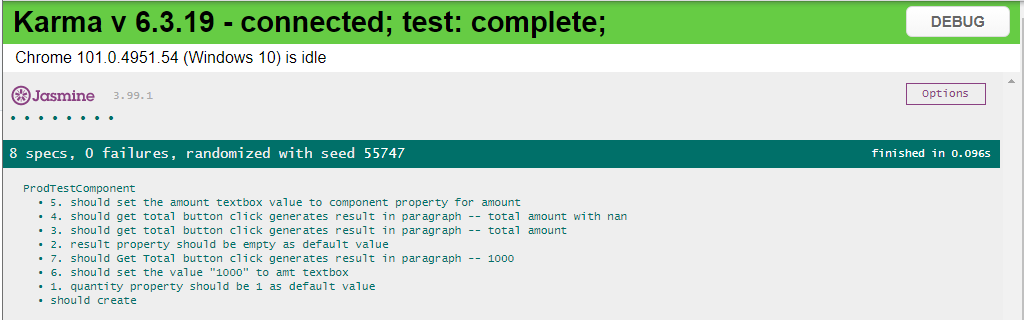 Karma v 6.3.19 - connected; test: complete;
DEBUG
Chrome 101.0.4951.54 (Windows 10) is idle
Jasmine 3.99.1
Options
• • • • • • • •
8 specs, 0 failures, randomized with seed 55747
finished in 0.096s
ProdTestComponent
• 5. should set the amount textbox value to component property for amount
• 4. should get total button click generates result in paragraph -- total amount with nan
• 3. should get total button click generates result in paragraph -- total amount
• 2. result property should be empty as default value
• 7. should Get Total button click generates result in paragraph -- 1000
• 6. should set the value "1000" to amt textbox
• 1. quantity property should be 1 as default value
• should create